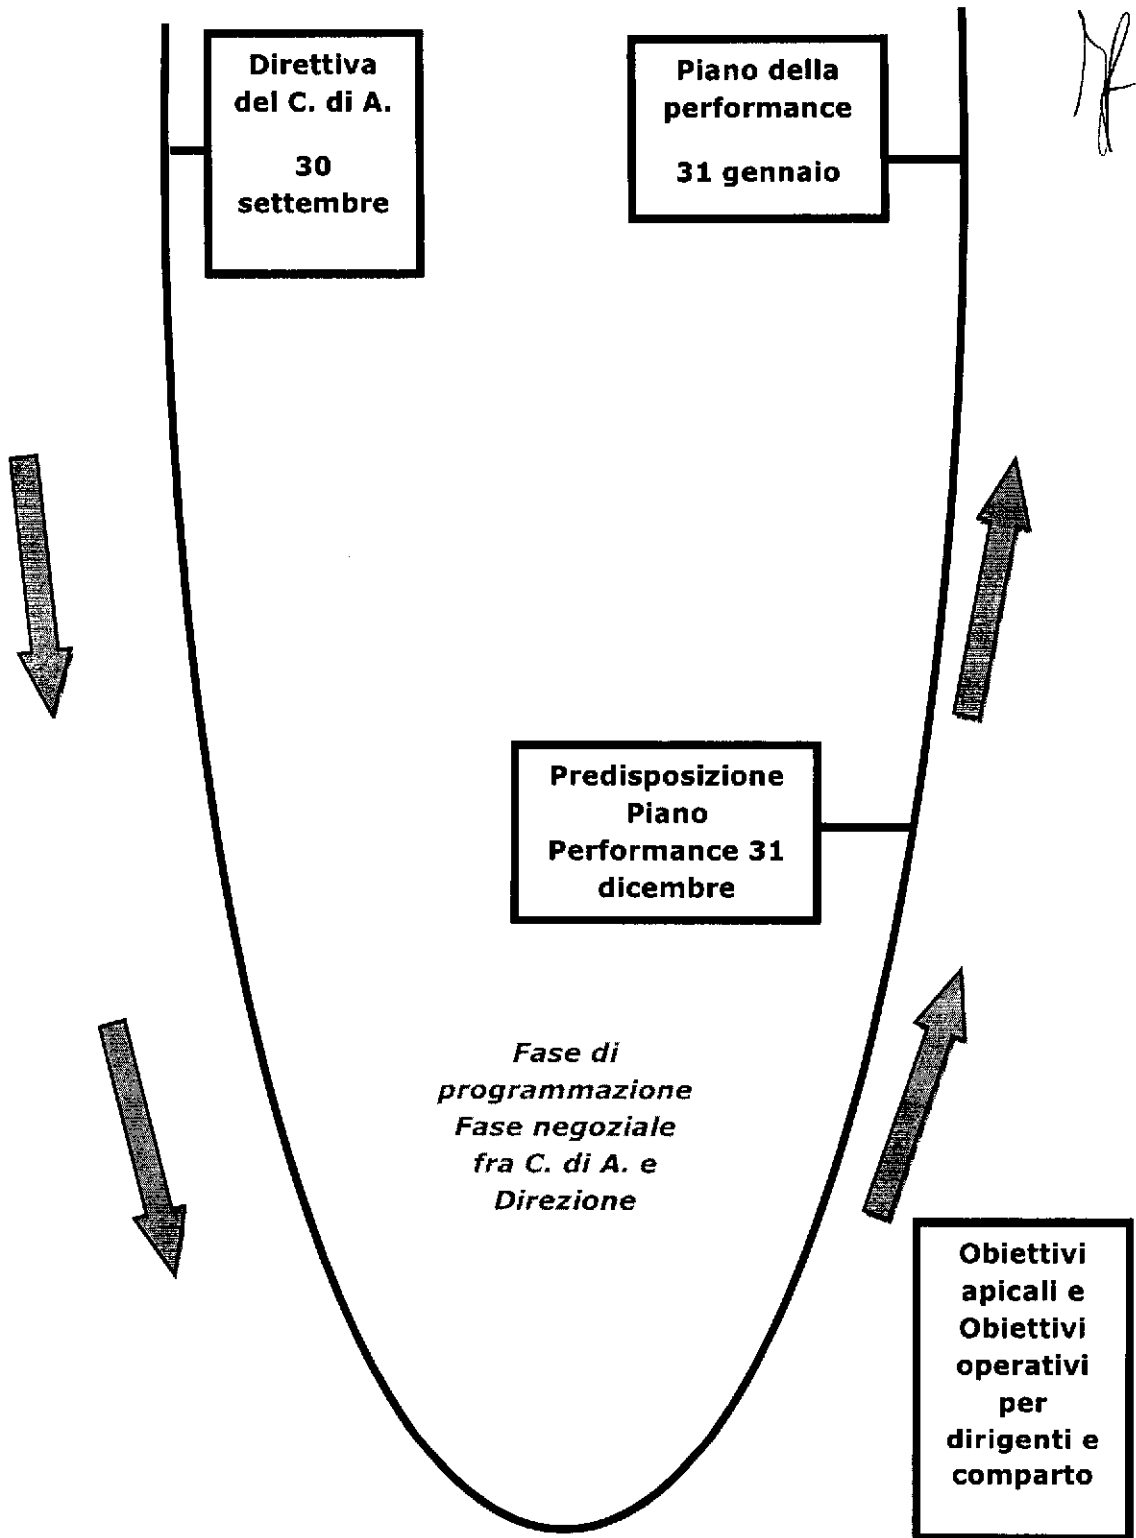 Direttiva
del C. di A.
30
settembre
Piano della
performance
31 gennaio
Predisposizione
Piano
Performance 31
dicembre
Fase di
programmazione
Fase negoziale
fra C. di A. e
Direzione
Obiettivi
apicali e
Obiettivi
operativi
per
dirigenti e
comparto